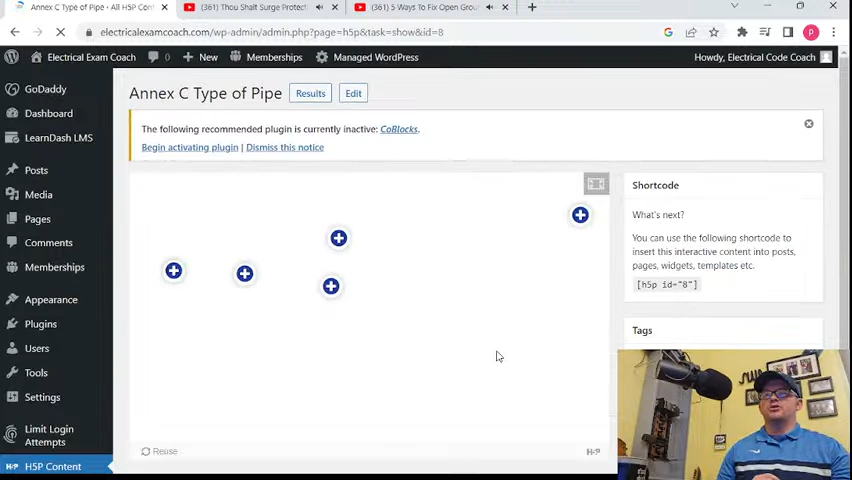 Annex C Type of Pipe ‹ All H5P Cont
(361) Thou Shalt Surge Protect
(361) 5 Ways To Fix Open Grou
electricalexamcoach.com/wp-admin/admin.php?page=h5p&task=show&id=8
Electrical Exam Coach
0
New
Memberships
Managed WordPress
Howdy, Electrical Code Coach
GoDaddy
Dashboard
LearnDash LMS
Posts
Media
Pages
Comments
Memberships
Appearance
Plugins
Users
Tools
Settings
Limit Login
Attempts
H5P Content
Annex C Type of Pipe
Results
Edit
The following recommended plugin is currently inactive: CoBlocks.
Begin activating plugin | Dismiss this notice
Reuse
H5P
Shortcode
What's next?
You can use the following shortcode to
insert this interactive content into posts,
pages, widgets, templates etc.
[h5p id="8"]
Tags